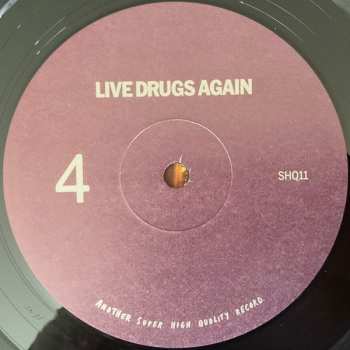 LIVE DRUGS AGAIN
4
SHQ11
ANOTHER SUPER HIGH QUALITY RECORD